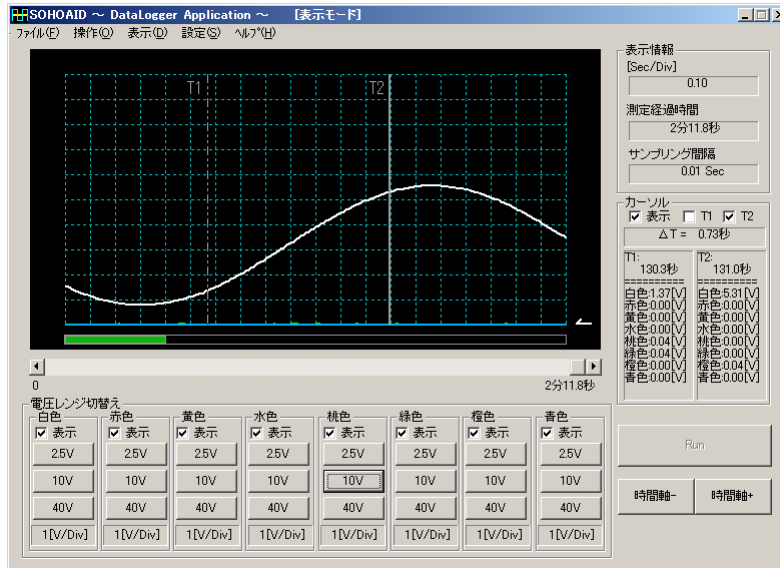 SOHOAID ～ DataLogger Application ～ [表示モード]
ファイル(F) 操作(O) 表示(D) 設定(S) ヘルプ(H)
T1 T2
0 2分11.8秒
表示情報
[Sec/Div]
0.10
測定経過時間
2分11.8秒
サンプリング間隔
0.01 Sec
カーソル
表示 T1 T2
△T = 0.73秒
T1: T2:
130.3秒 131.0秒
========== ==========
白色:1.37[V] 白色:5.31[V]
赤色:0.00[V] 赤色:0.00[V]
黄色:0.00[V] 黄色:0.00[V]
水色:0.00[V] 水色:0.00[V]
桃色:0.04[V] 桃色:0.00[V]
緑色:0.04[V] 緑色:0.00[V]
橙色:0.00[V] 橙色:0.04[V]
青色:0.00[V] 青色:0.00[V]
電圧レンジ切替え
白色 赤色 黄色 水色 桃色 緑色 橙色 青色
表示 表示 表示 表示 表示 表示 表示 表示
2.5V 2.5V 2.5V 2.5V 2.5V 2.5V 2.5V 2.5V
10V 10V 10V 10V 10V 10V 10V 10V
40V 40V 40V 40V 40V 40V 40V 40V
1[V/Div] 1[V/Div] 1[V/Div] 1[V/Div] 1[V/Div] 1[V/Div] 1[V/Div] 1[V/Div]
Run
時間軸- 時間軸+